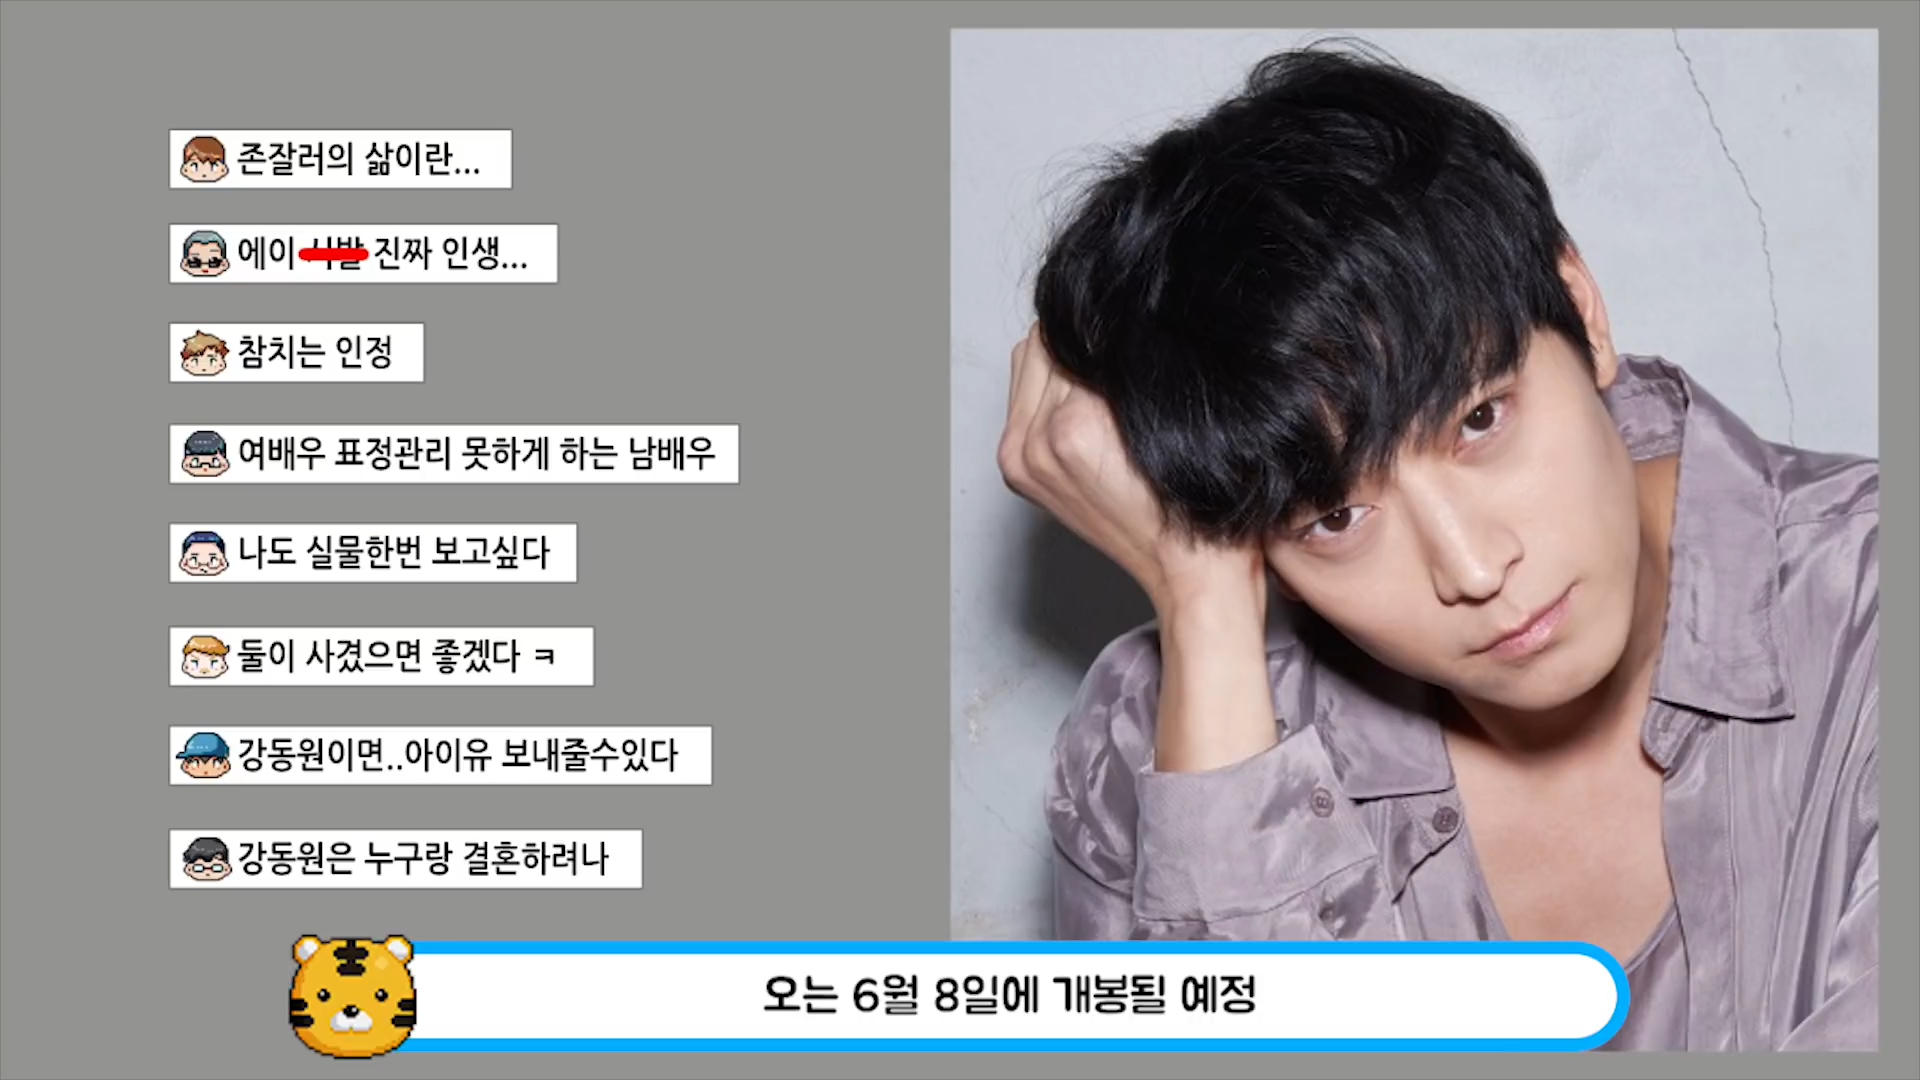 존잘러의 삶이란...
에이 시발 진짜 인생...
참치는 인정
여배우 표정관리 못하게 하는 남배우
나도 실물한번 보고싶다
둘이 사겼으면 좋겠다 ㅋ
강동원이면..아이유 보내줄수있다
강동원은 누구랑 결혼하려나
오는 6월 8일에 개봉될 예정